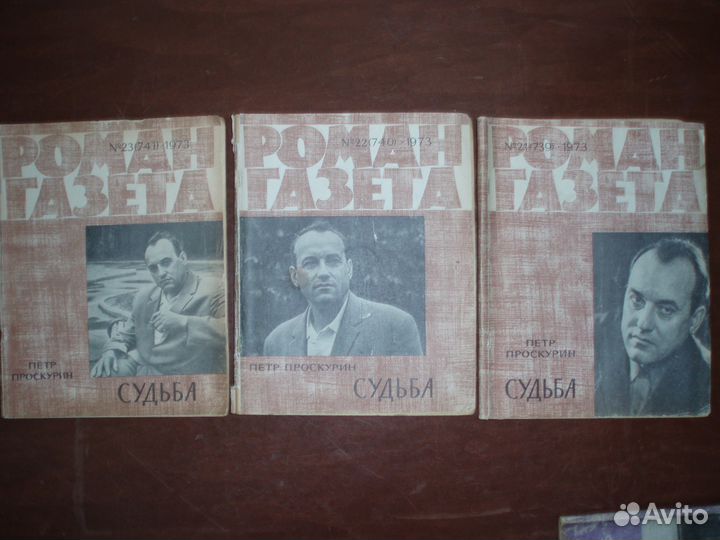 РОМАН
№23(741)·1973
ГАЗЕТА
ПЕТР
ПРОСКУРИН
СУДЬБА
РОМАН
№22(740)·1973
ГАЗЕТА
ПЕТР ПРОСКУРИН
СУДЬБА
РОМАН
№21(739)·1973
ГАЗЕТА
ПЕТР
ПРОСКУРИН
СУДЬБА
Avito